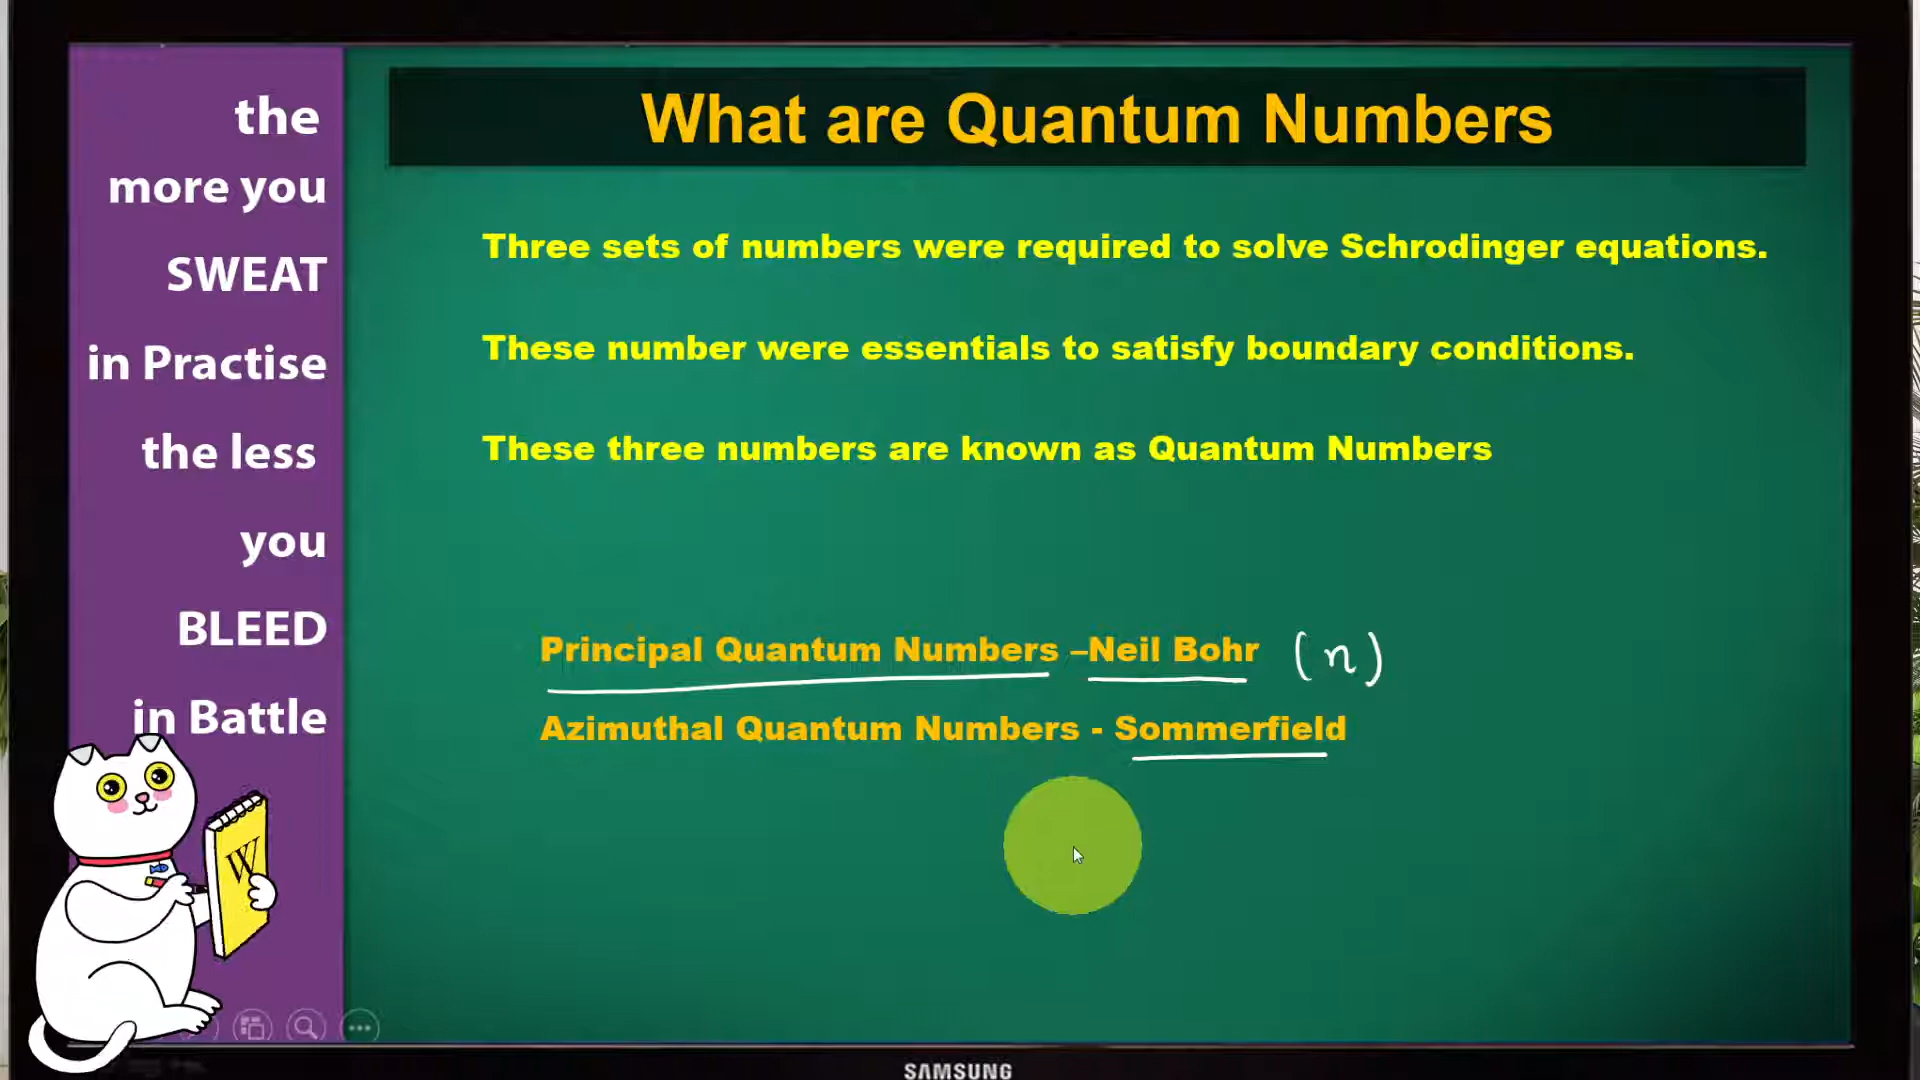 the
more you
SWEAT
in Practise
the less
you
BLEED
in Battle
W
What are Quantum Numbers
Three sets of numbers were required to solve Schrodinger equations.
These number were essentials to satisfy boundary conditions.
These three numbers are known as Quantum Numbers
Principal Quantum Numbers –Neil Bohr (n)
Azimuthal Quantum Numbers - Sommerfield
SAMSUNG